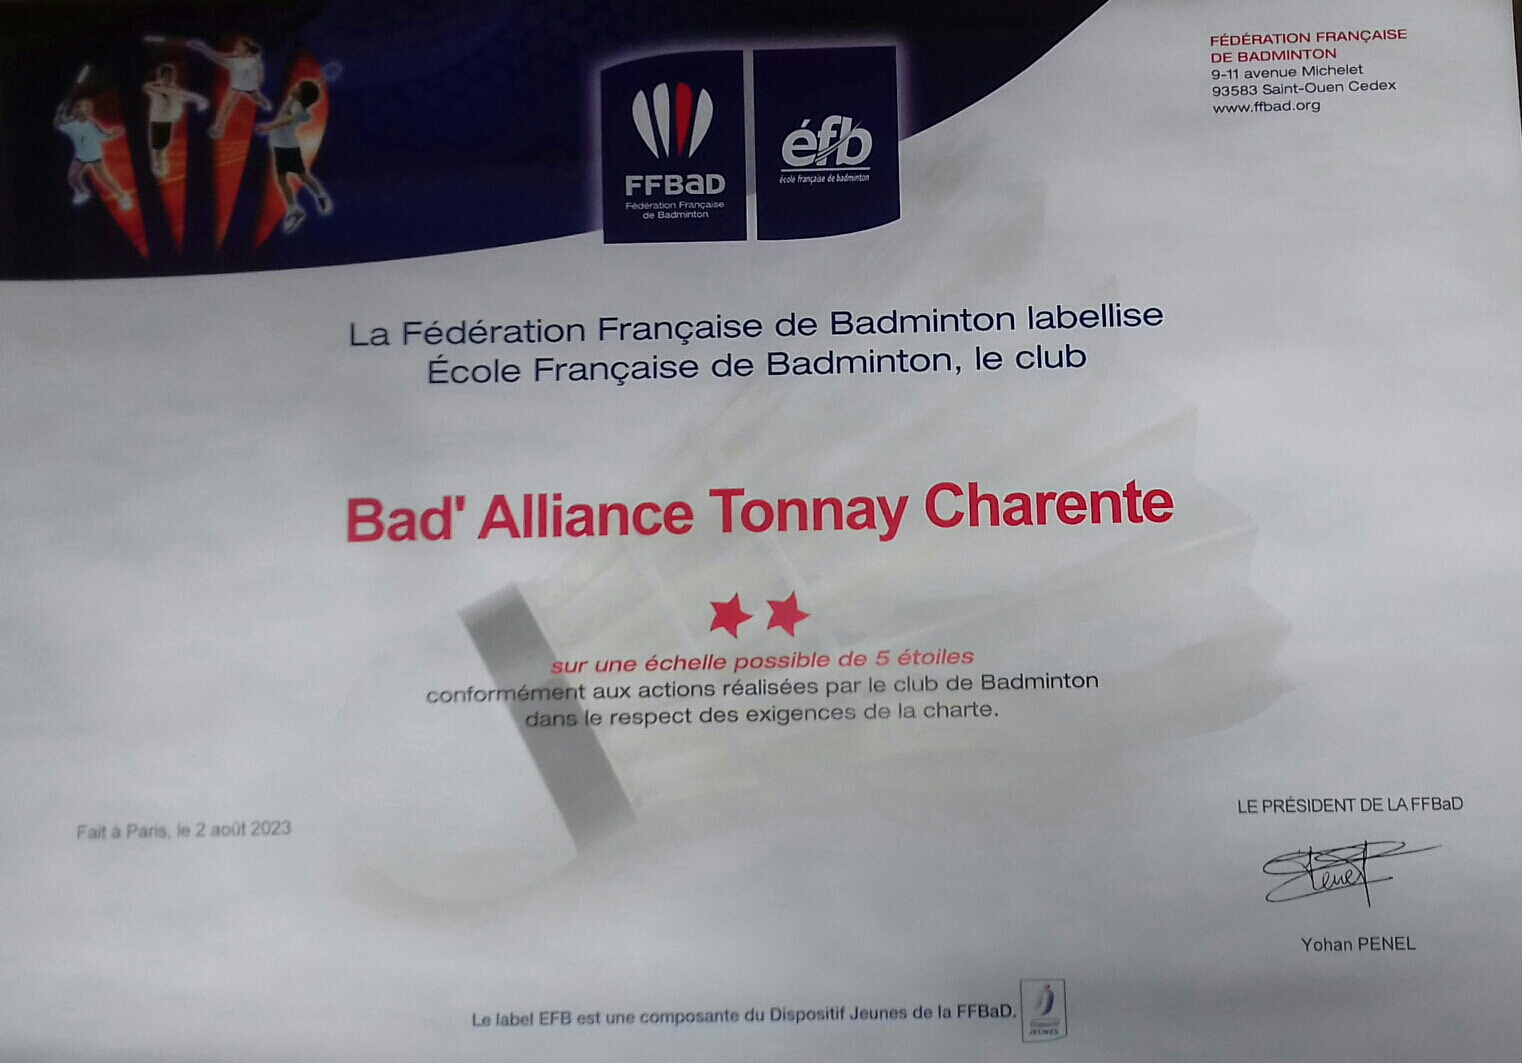 FÉDÉRATION FRANÇAISE
DE BADMINTON
9-11 avenue Michelet
93583 Saint-Ouen Cedex
www.ffbad.org
FFBaD
Fédération Française
de Badminton
éfb
école française de badminton
La Fédération Française de Badminton labellise
École Française de Badminton, le club
Bad' Alliance Tonnay Charente
sur une échelle possible de 5 étoiles
conformément aux actions réalisées par le club de Badminton
dans le respect des exigences de la charte.
Fait à Paris, le 2 août 2023
LE PRÉSIDENT DE LA FFBaD
Penel
Yohan PENEL
Le label EFB est une composante du Dispositif Jeunes de la FFBaD.
Dispositif
JEUNES